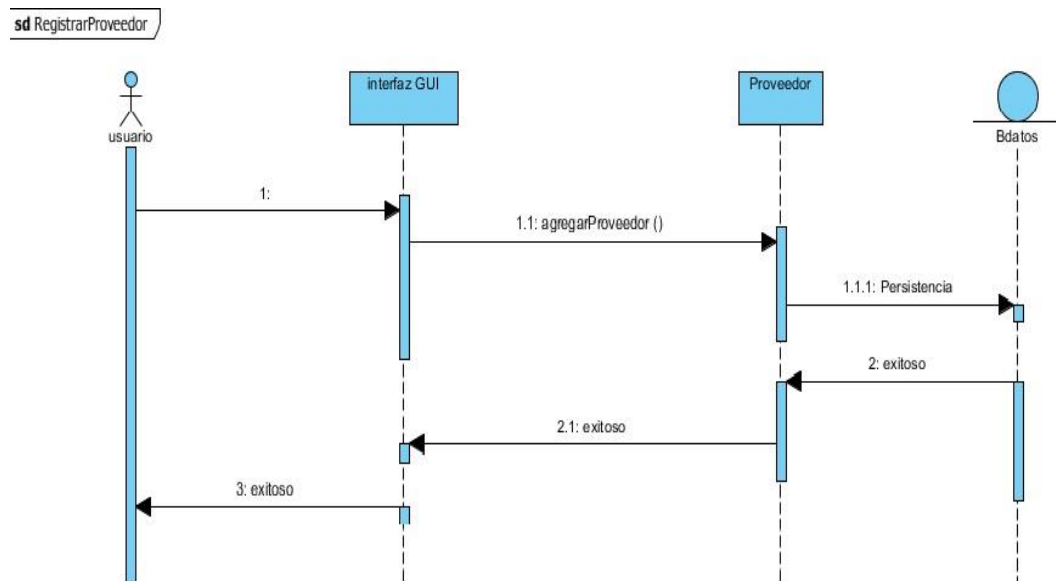 sd RegistrarProveedor
interfaz GUI
Proveedor
usuario
Bdatos
1:
1.1: agregarProveedor ()
1.1.1: Persistencia
2: exitoso
2.1: exitoso
3: exitoso